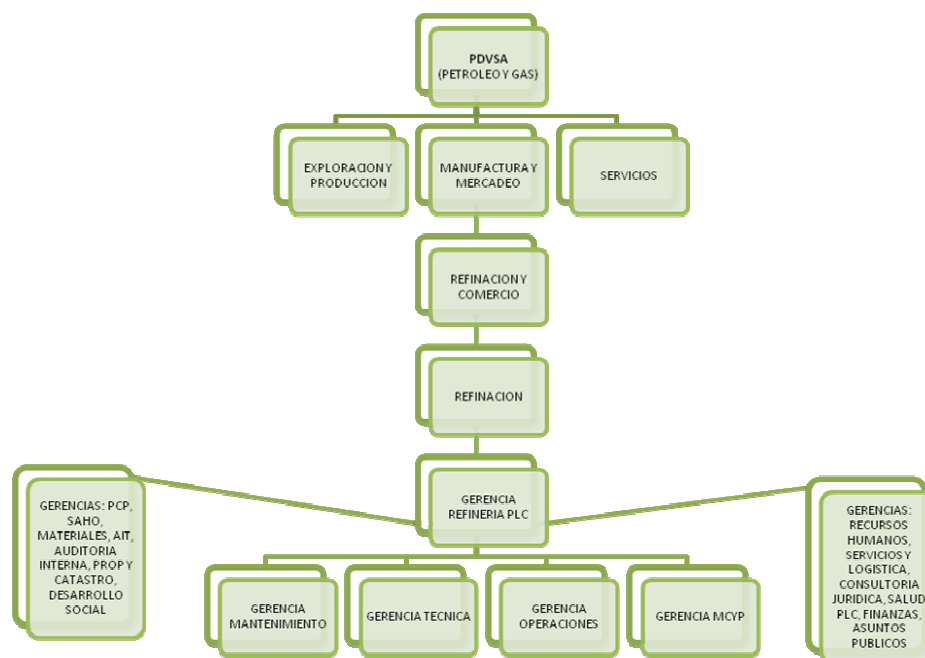 PDVSA
(PETROLEO Y GAS)
EXPLORACION Y
PRODUCCION
MANUFACTURA Y
MERCADEO
SERVICIOS
REFINACION Y
COMERCIO
REFINACION
GERENCIA
REFINERIA PLC
GERENCIAS: PCP,
SAHO,
MATERIALES, AIT,
AUDITORIA
INTERNA, PROP Y
CATASTRO,
DESARROLLO
SOCIAL
GERENCIAS:
RECURSOS
HUMANOS,
SERVICIOS Y
LOGISTICA,
CONSULTORIA
JURIDICA, SALUD
PLC, FINANZAS,
ASUNTOS
PUBLICOS
GERENCIA
MANTENIMIENTO
GERENCIA TECNICA
GERENCIA
OPERACIONES
GERENCIA MCYP